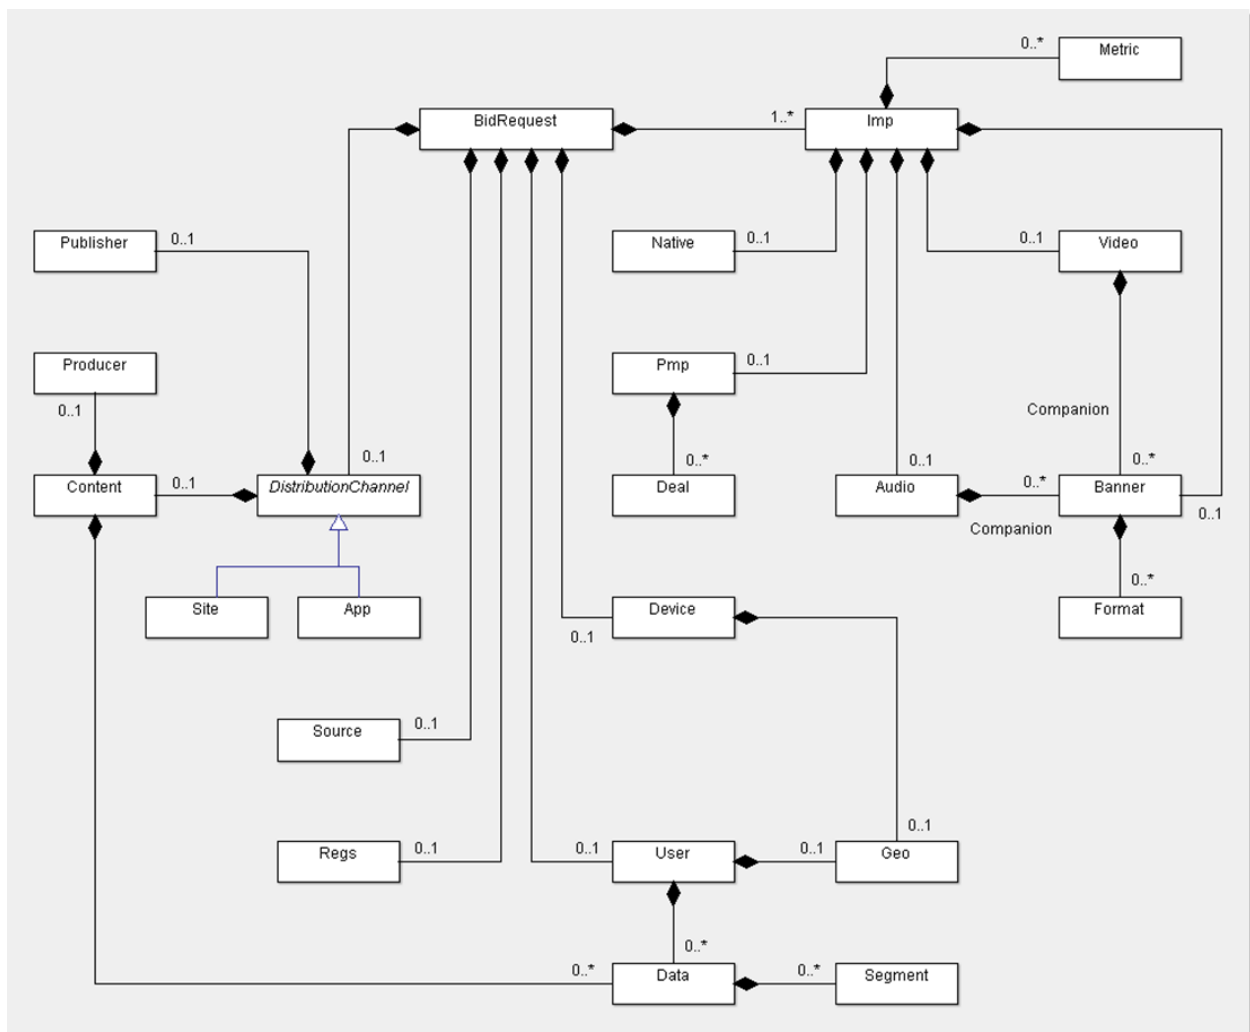 0..*
Metric
BidRequest
1..*
Imp
Publisher
0..1
Native
0..1
0..1
Video
Producer
0..1
Pmp
0..1
Companion
0..1
0..1
0..*
0..1
0..*
Content
0..1
DistributionChannel
Deal
Audio
0..*
Banner
Companion
0..1
0..*
Site
App
Device
0..1
Format
Source
0..1
0..1
Regs
0..1
0..1
User
0..1
Geo
0..*
0..*
Data
0..*
Segment